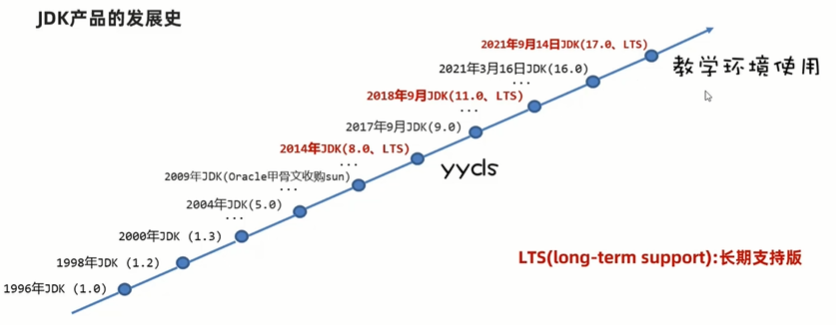 JDK产品的发展史
2021年9月14日JDK(17.0、LTS)
教学环境使用
2021年3月16日JDK(16.0)
...
2018年9月JDK(11.0、LTS)
...
2017年9月JDK(9.0)
2014年JDK(8.0、LTS)
...
yyds
2009年JDK(Oracle甲骨文收购sun)
...
2004年JDK(5.0)
...
2000年JDK (1.3)
LTS(long-term support):长期支持版
1998年JDK (1.2)
1996年JDK (1.0)